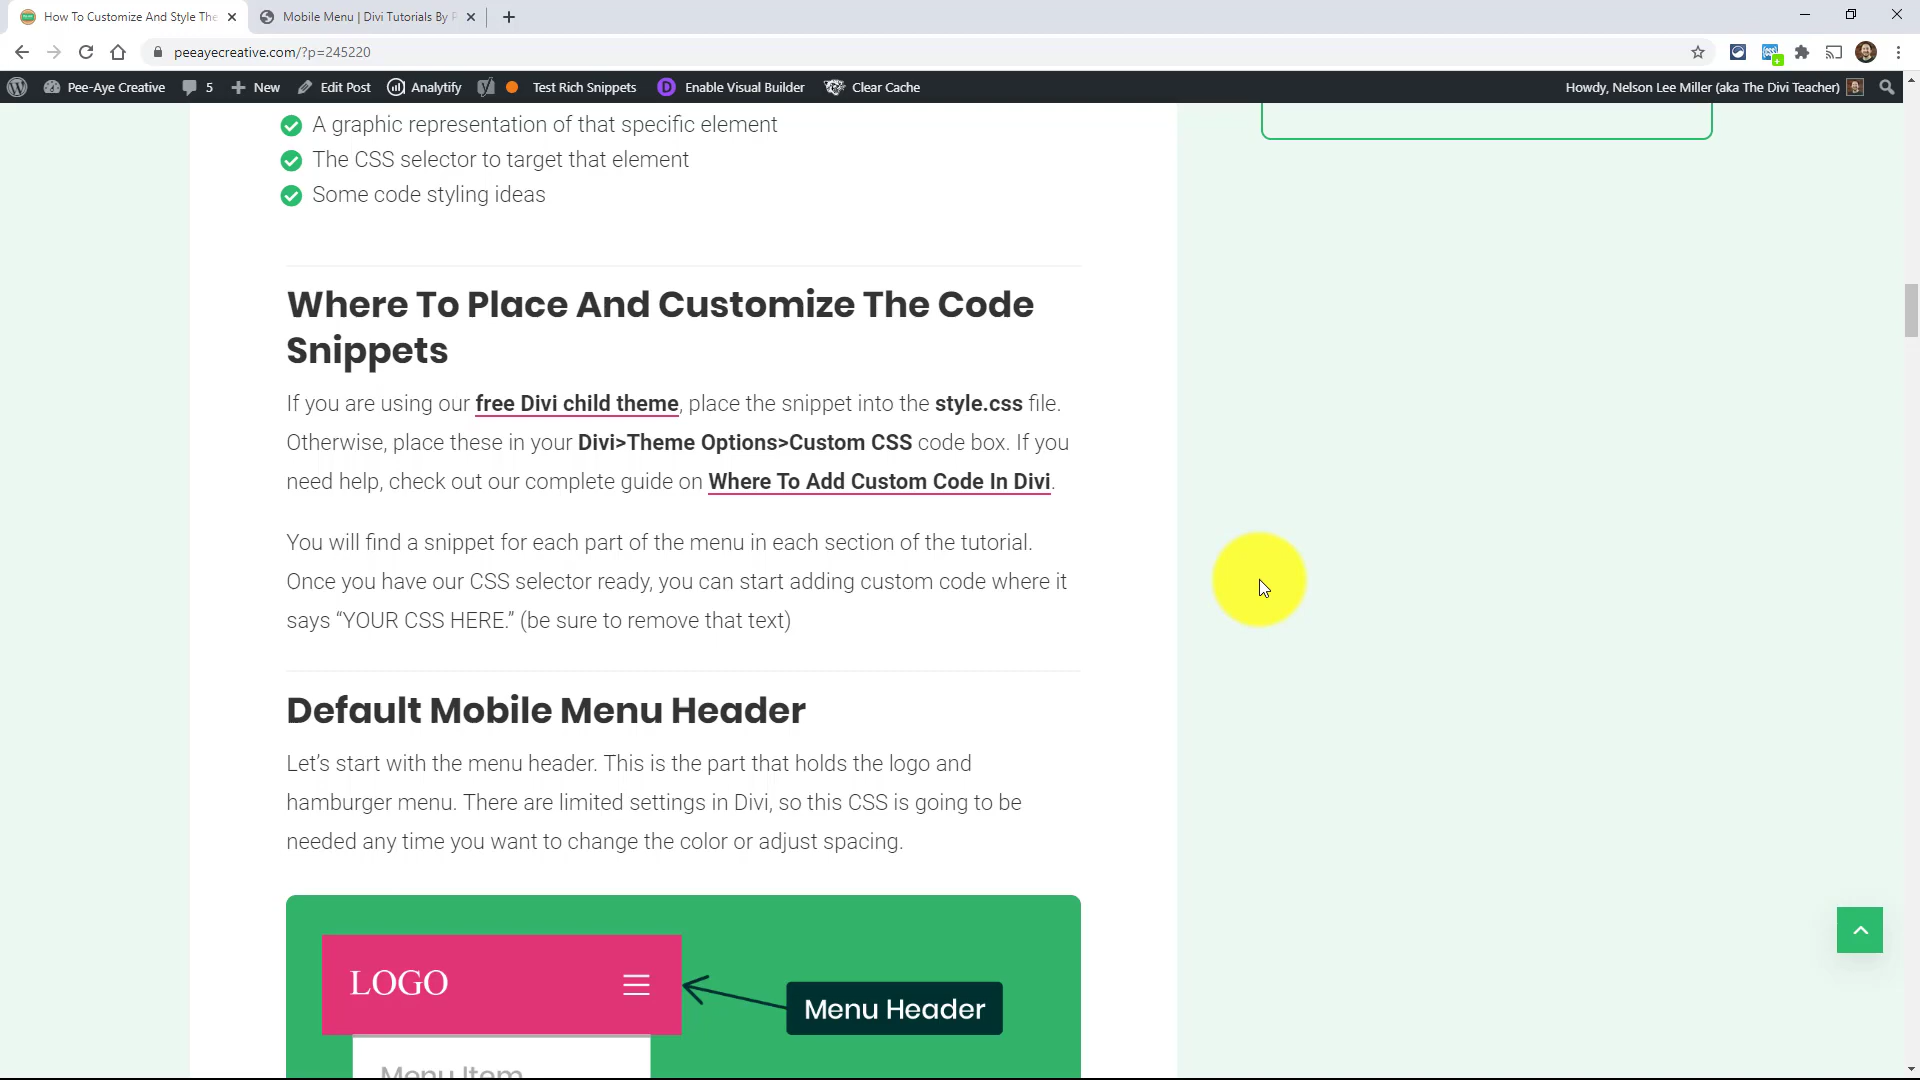 How To Customize And Style The
Mobile Menu | Divi Tutorials By P
peeayecreative.com/?p=245220
Pee-Aye Creative
5
New
Edit Post
Analytify
Test Rich Snippets
D
Enable Visual Builder
Clear Cache
Howdy, Nelson Lee Miller (aka The Divi Teacher)
A graphic representation of that specific element
The CSS selector to target that element
Some code styling ideas
Where To Place And Customize The Code
Snippets
If you are using our free Divi child theme, place the snippet into the style.css file.
Otherwise, place these in your Divi>Theme Options>Custom CSS code box. If you
need help, check out our complete guide on Where To Add Custom Code In Divi.
You will find a snippet for each part of the menu in each section of the tutorial.
Once you have our CSS selector ready, you can start adding custom code where it
says “YOUR CSS HERE.” (be sure to remove that text)
Default Mobile Menu Header
Let’s start with the menu header. This is the part that holds the logo and
hamburger menu. There are limited settings in Divi, so this CSS is going to be
needed any time you want to change the color or adjust spacing.
LOGO
Menu Header
Menu Item